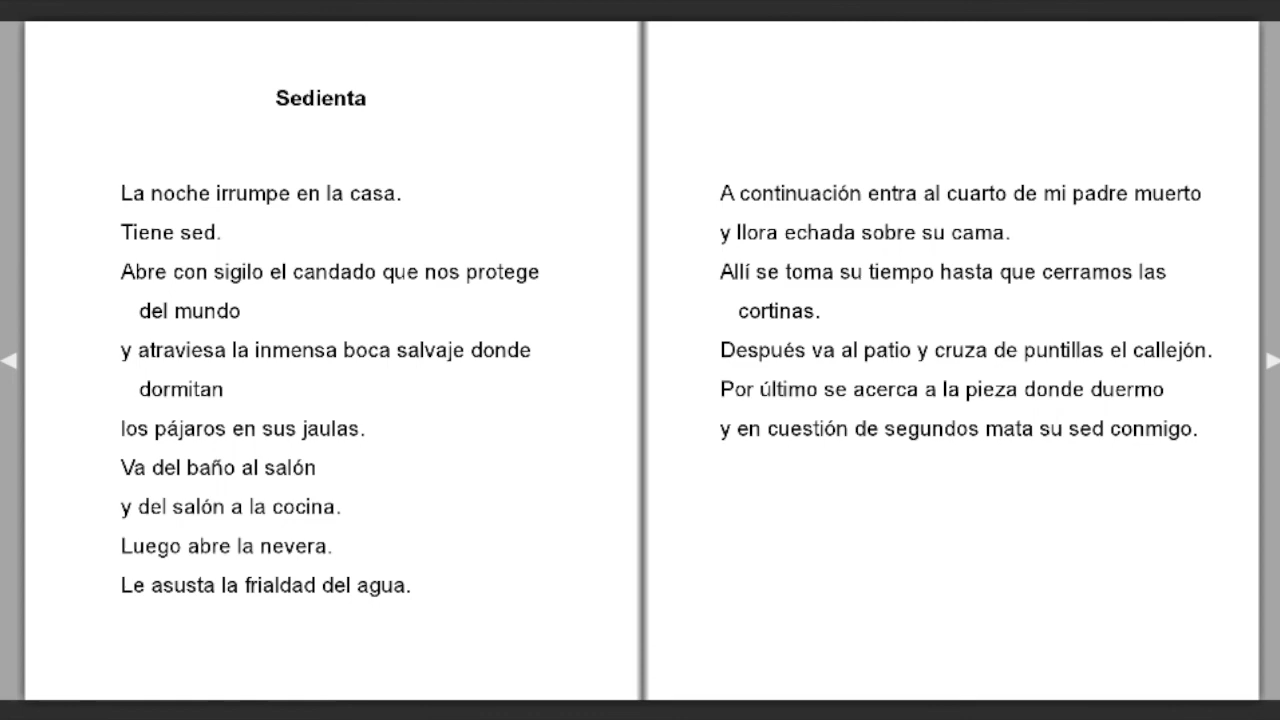 Sedienta
La noche irrumpe en la casa.
Tiene sed.
Abre con sigilo el candado que nos protege
del mundo
y atraviesa la inmensa boca salvaje donde
dormitan
los pájaros en sus jaulas.
Va del baño al salón
y del salón a la cocina.
Luego abre la nevera.
Le asusta la frialdad del agua.
A continuación entra al cuarto de mi padre muerto
y llora echada sobre su cama.
Allí se toma su tiempo hasta que cerramos las
cortinas.
Después va al patio y cruza de puntillas el callejón.
Por último se acerca a la pieza donde duermo
y en cuestión de segundos mata su sed conmigo.